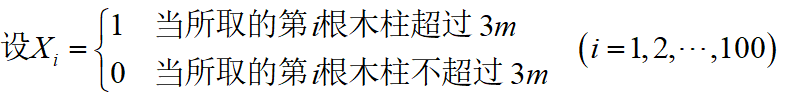 设X_i = { 1 当所取的第i根木柱超过3m
0 当所取的第i根木柱不超过3m (i = 1, 2, ⋯, 100)